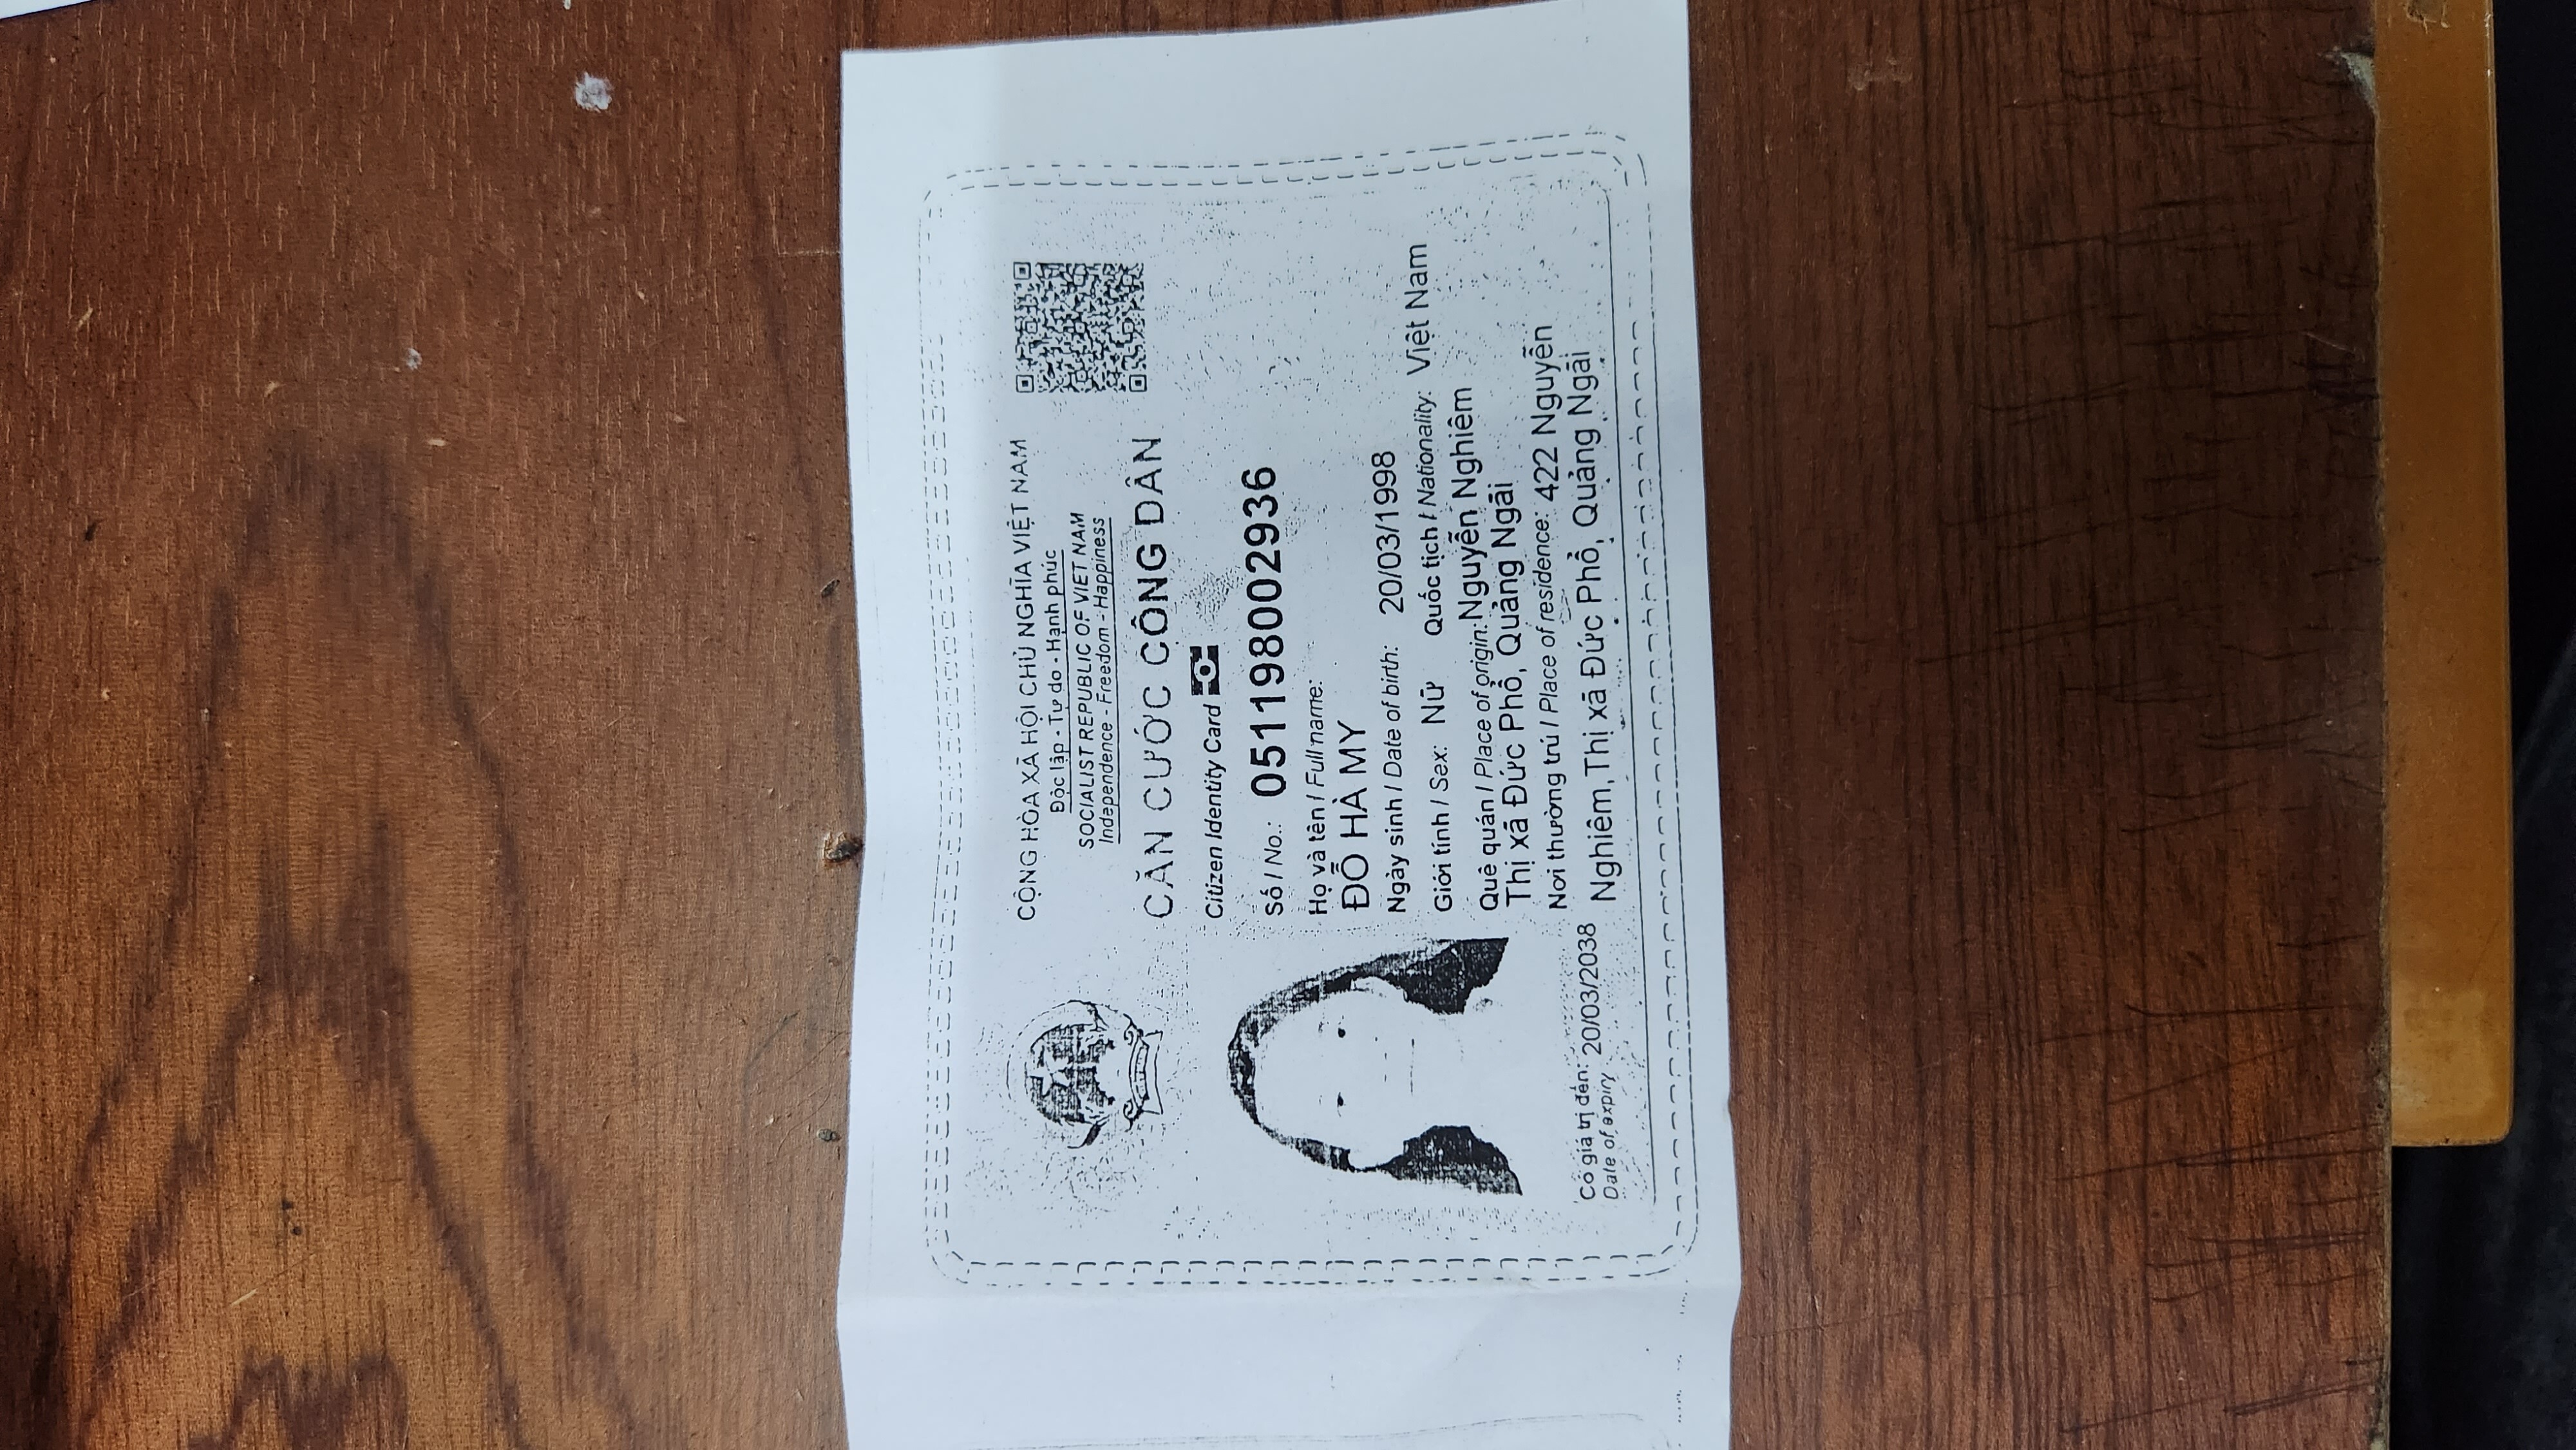 CỘNG HÒA XÃ HỘI CHỦ NGHĨA VIỆT NAM
Độc lập - Tự do - Hạnh phúc
SOCIALIST REPUBLIC OF VIET NAM
Independence - Freedom - Happiness
CĂN CƯỚC CÔNG DÂN
Citizen Identity Card
Số / No.: 051198002936
Họ và tên / Full name:
ĐỖ HÀ MY
Ngày sinh / Date of birth: 20/03/1998
Giới tính / Sex: Nữ Quốc tịch / Nationality: Việt Nam
Quê quán / Place of origin: Nguyễn Nghiêm
Thị xã Đức Phổ, Quảng Ngãi
Nơi thường trú / Place of residence: 422 Nguyễn
Nghiêm, Thị xã Đức Phổ, Quảng Ngãi
Có giá trị đến: 20/03/2038
Date of expiry